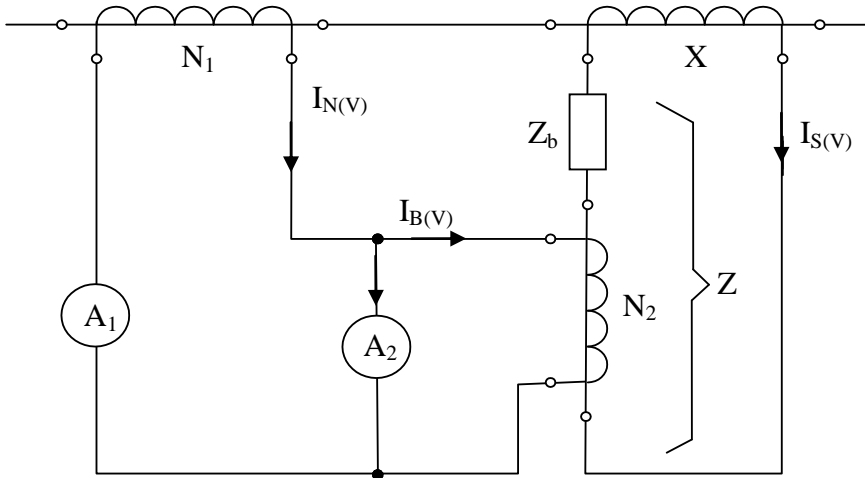 N₁
X
I_N(V)
Z_b
I_S(V)
I_B(V)
A₁
A₂
N₂
Z